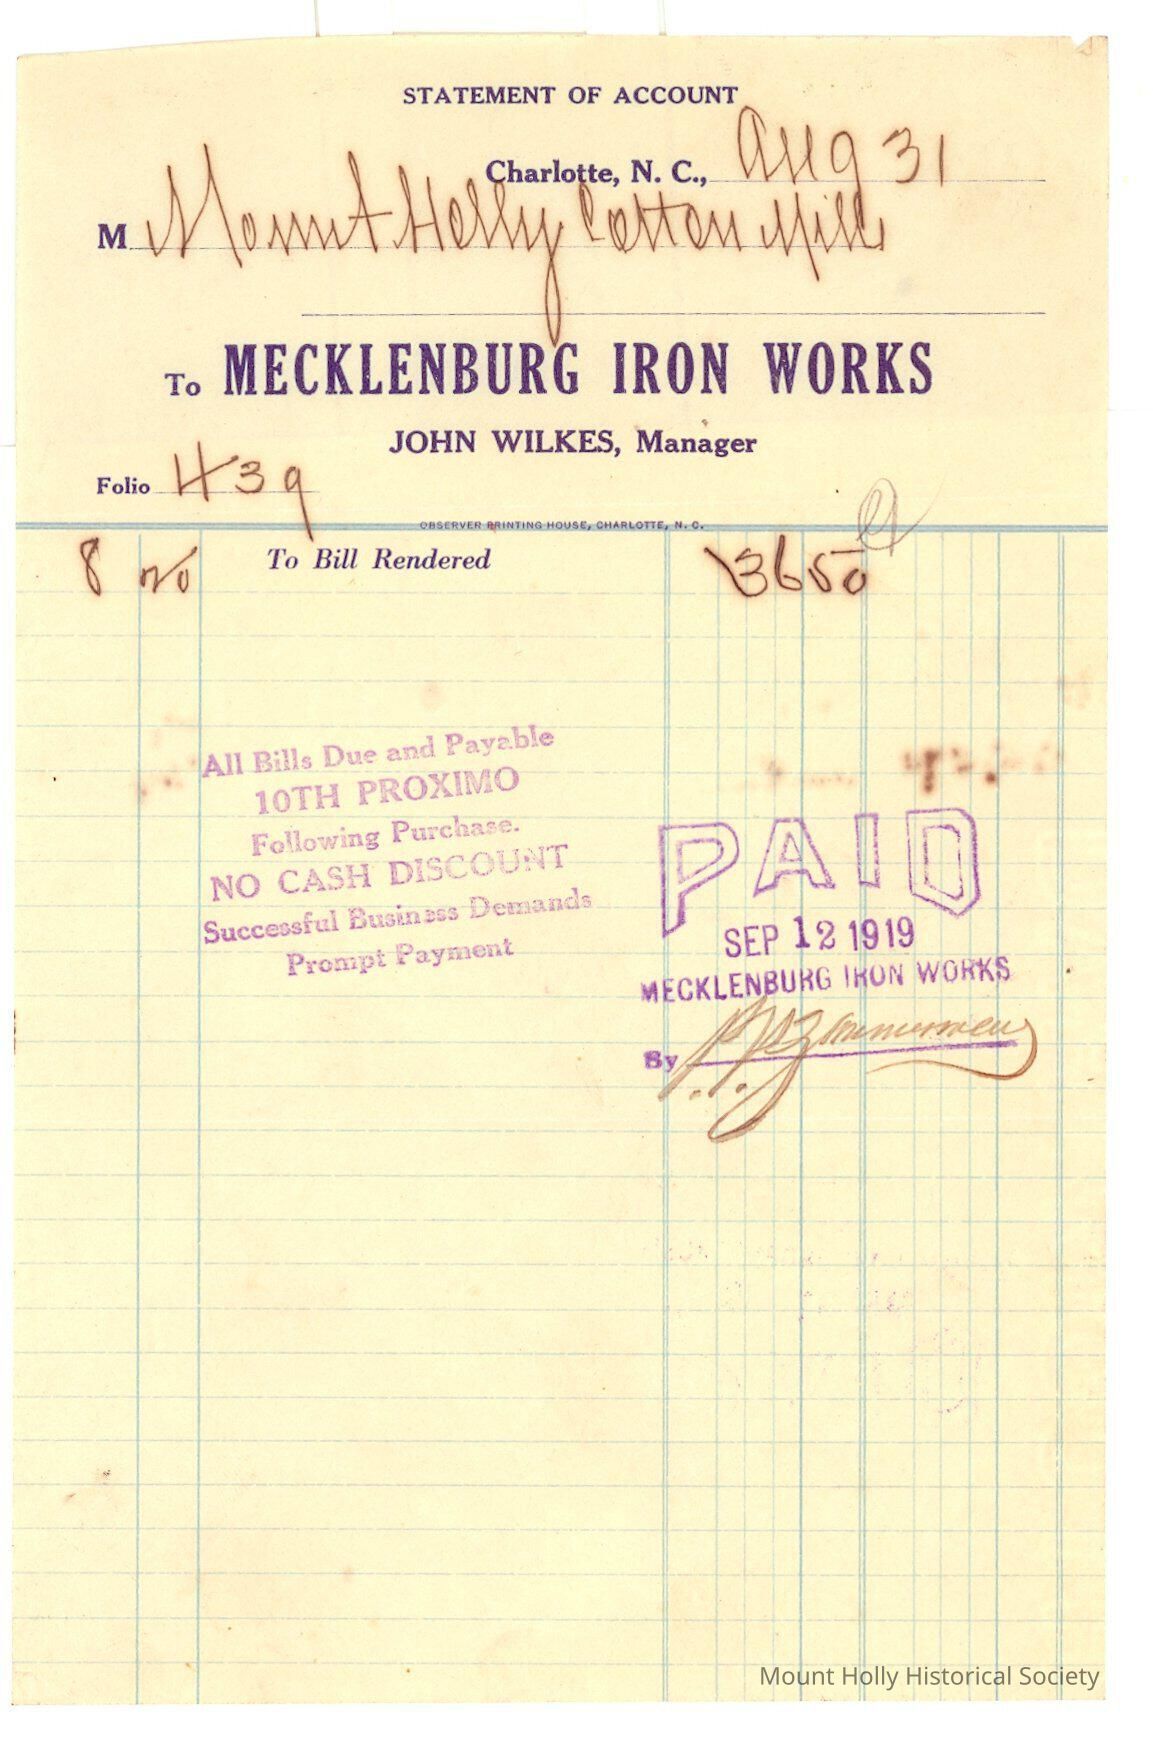 STATEMENT OF ACCOUNT
Charlotte, N. C., Aug 31
M Mount Holly Cotton Mills
To MECKLENBURG IRON WORKS
JOHN WILKES, Manager
Folio 439
OBSERVER PRINTING HOUSE, CHARLOTTE, N. C.
8 20 To Bill Rendered 3650
All Bills Due and Payable
10TH PROXIMO
Following Purchase.
NO CASH DISCOUNT
Successful Business Demands
Prompt Payment
PAID
SEP 12 1919
MECKLENBURG IRON WORKS
By
Mount Holly Historical Society